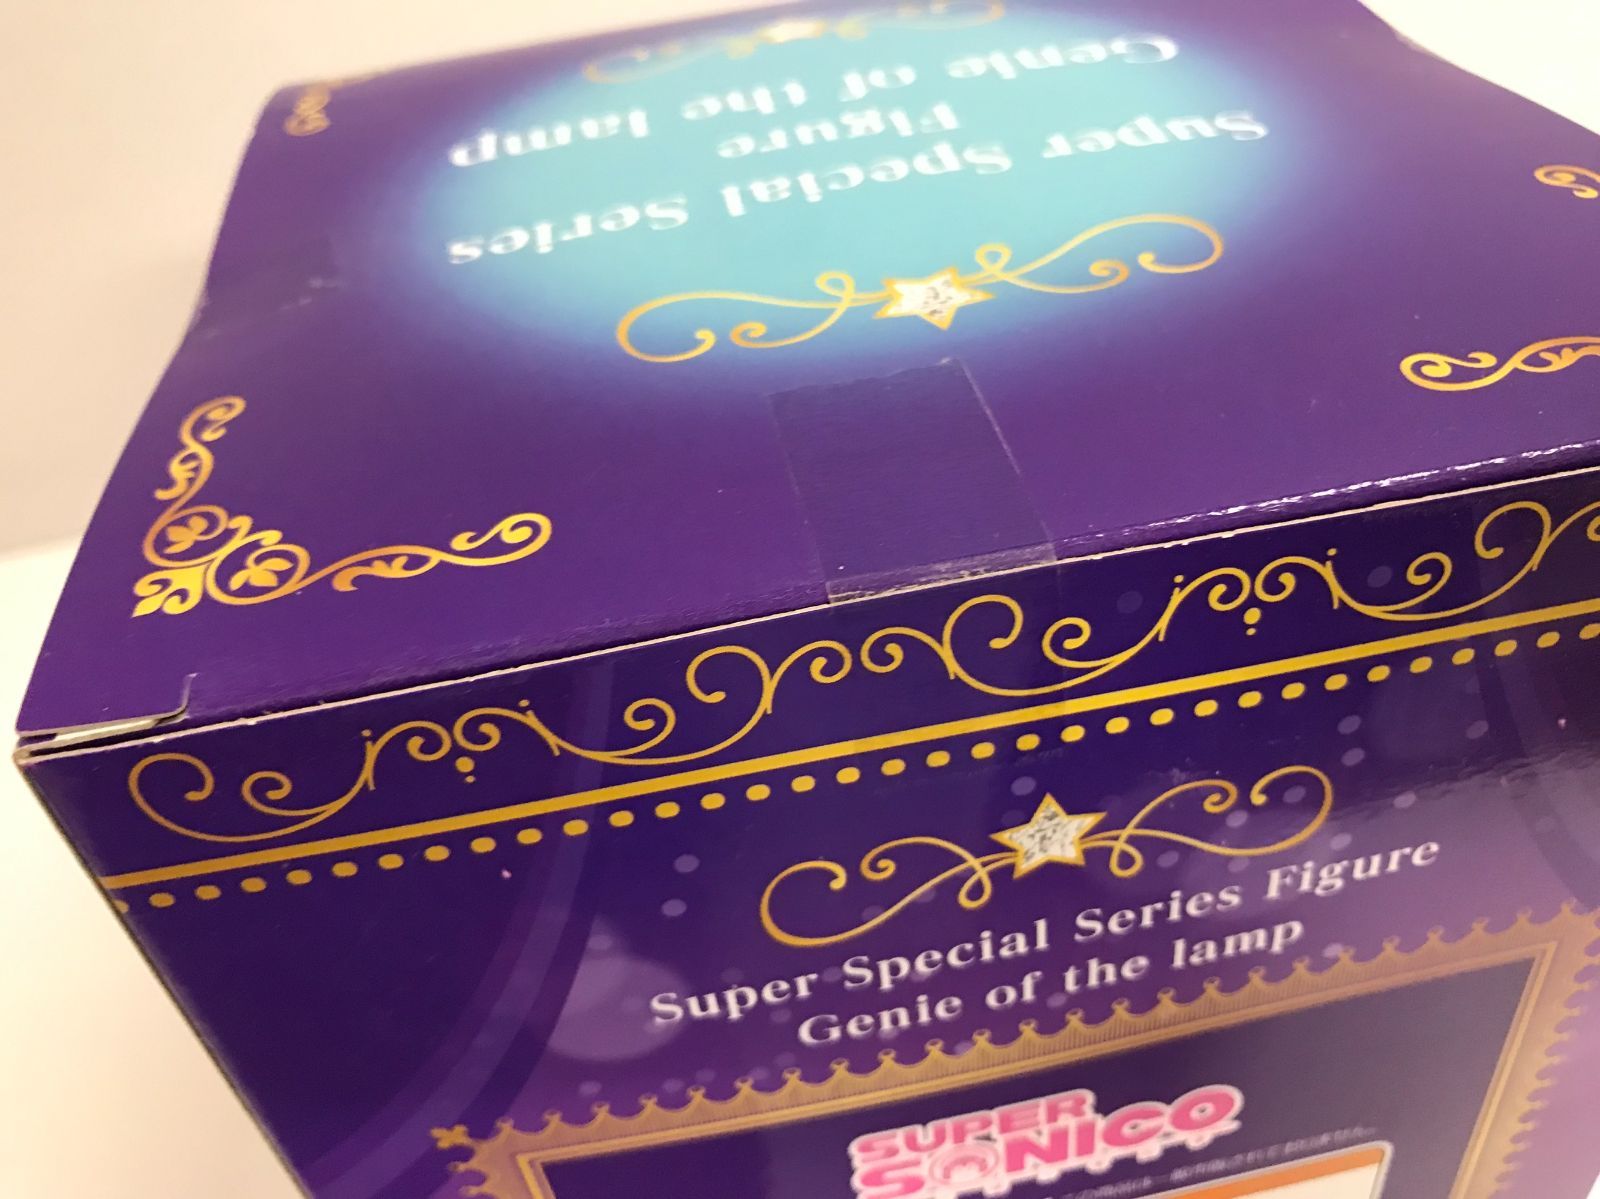 Super Special Series
Figure
Genie of the lamp
Super Special Series Figure
Genie of the lamp
SUPER
SONICO